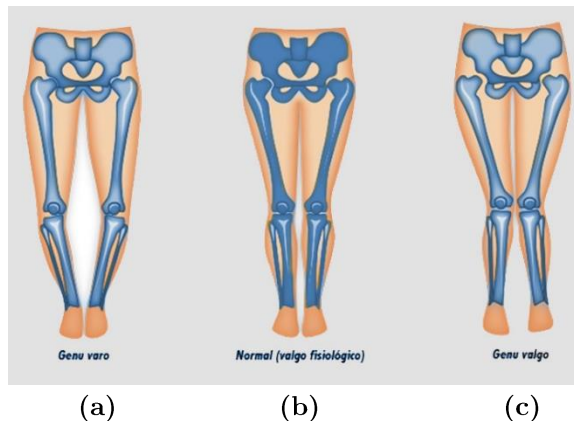 Genu varo
Normal (valgo fisiológico)
Genu valgo
(a)
(b)
(c)